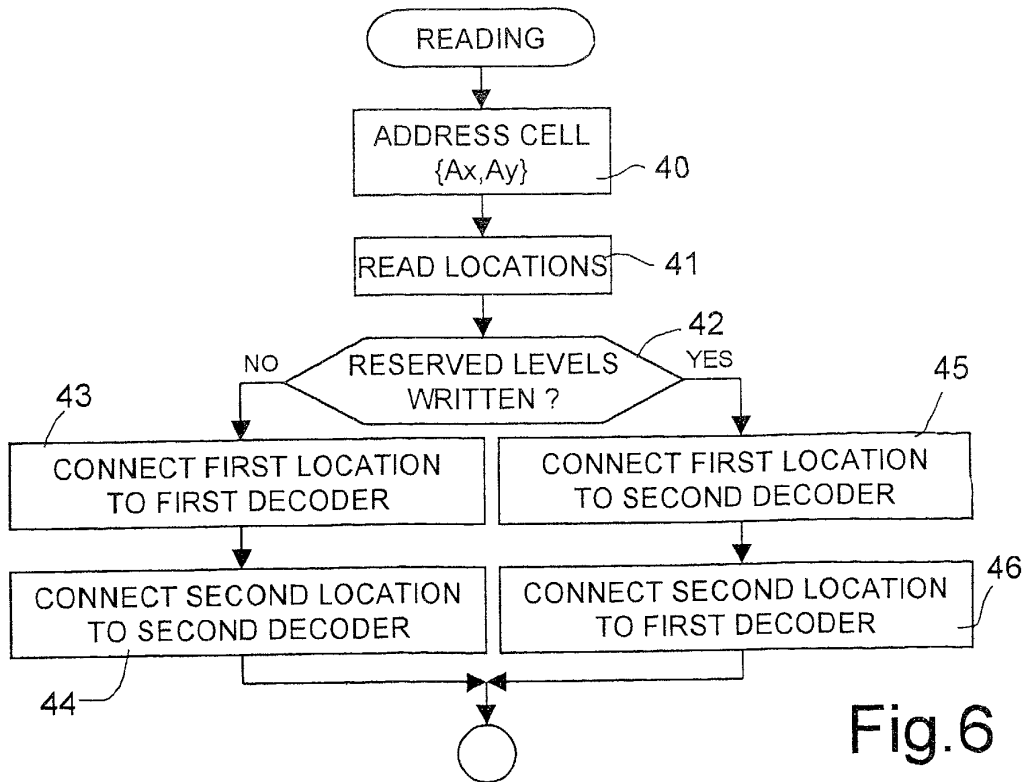 READING
ADDRESS CELL
{Ax,Ay}
40
READ LOCATIONS
41
42
NO
RESERVED LEVELS
WRITTEN ?
YES
43
45
CONNECT FIRST LOCATION
TO FIRST DECODER
CONNECT FIRST LOCATION
TO SECOND DECODER
CONNECT SECOND LOCATION
TO SECOND DECODER
CONNECT SECOND LOCATION
TO FIRST DECODER
46
44
Fig.6